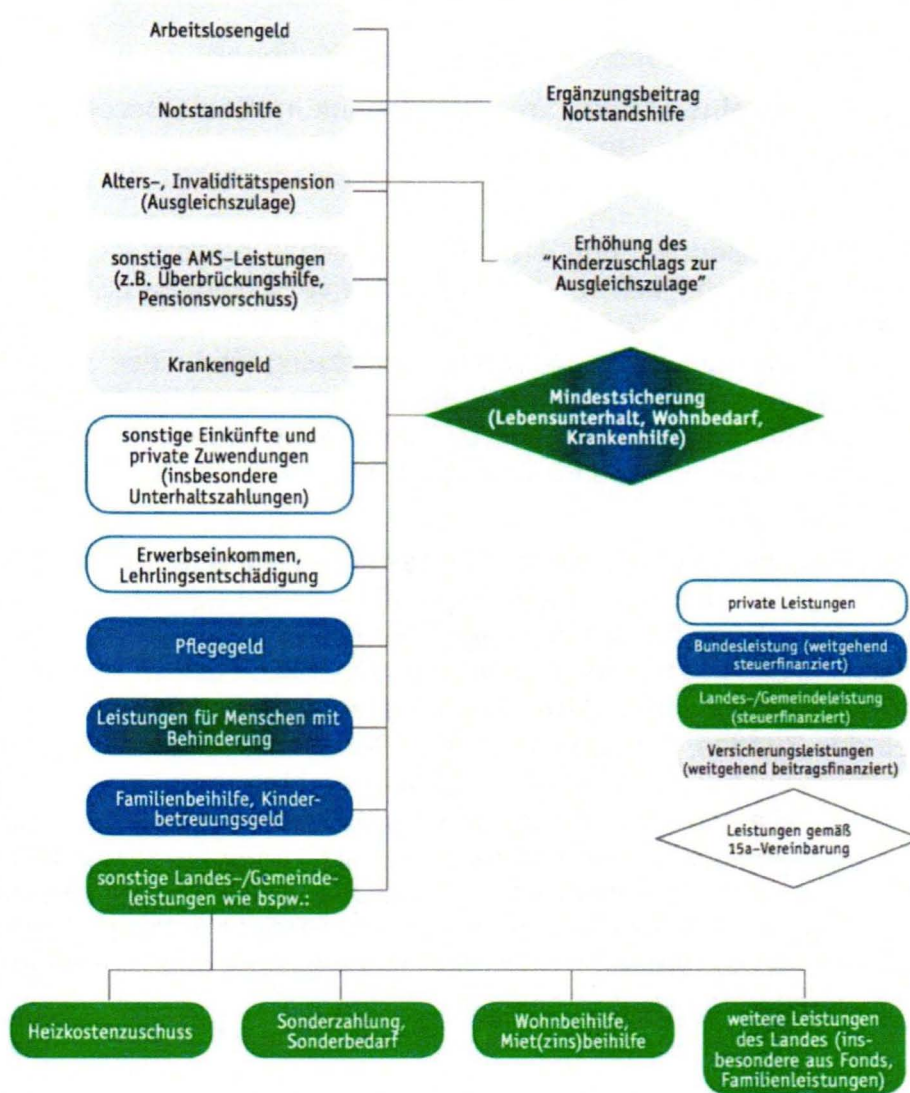 Arbeitslosengeld
Notstandshilfe
Ergänzungsbeitrag
Notstandshilfe
Alters–, Invaliditätspension
(Ausgleichszulage)
Erhöhung des
"Kinderzuschlags zur
Ausgleichszulage"
sonstige AMS–Leistungen
(z.B. Überbrückungshilfe,
Pensionsvorschuss)
Krankengeld
Mindestsicherung
(Lebensunterhalt, Wohnbedarf,
Krankenhilfe)
sonstige Einkünfte und
private Zuwendungen
(insbesondere
Unterhaltszahlungen)
Erwerbseinkommen,
Lehrlingsentschädigung
Pflegegeld
Leistungen für Menschen mit
Behinderung
Familienbeihilfe, Kinder-
betreuungsgeld
sonstige Landes–/Gemeinde-
leistungen wie bspw.:
private Leistungen
Bundesleistung (weitgehend
steuerfinanziert)
Landes–/Gemeindeleistung
(steuerfinanziert)
Versicherungsleistungen
(weitgehend beitragsfinanziert)
Leistungen gemäß
15a–Vereinbarung
Heizkostenzuschuss
Sonderzahlung,
Sonderbedarf
Wohnbeihilfe,
Miet(zins)beihilfe
weitere Leistungen
des Landes (ins-
besondere aus Fonds,
Familienleistungen)